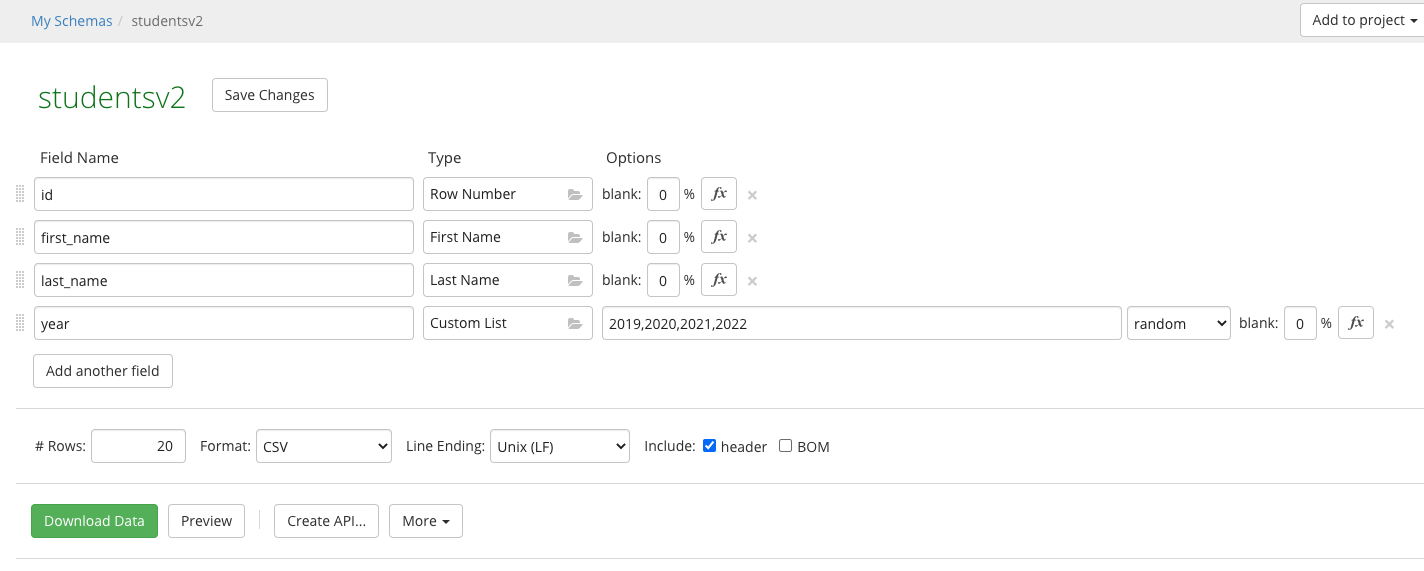 My Schemas / studentsv2 Add to project
studentsv2 Save Changes
Field Name Type Options
id Row Number blank: 0 % fx ×
first_name First Name blank: 0 % fx ×
last_name Last Name blank: 0 % fx ×
year Custom List 2019,2020,2021,2022 random blank: 0 % fx ×
Add another field
# Rows: 20 Format: CSV Line Ending: Unix (LF) Include: header BOM
Download Data Preview Create API... More